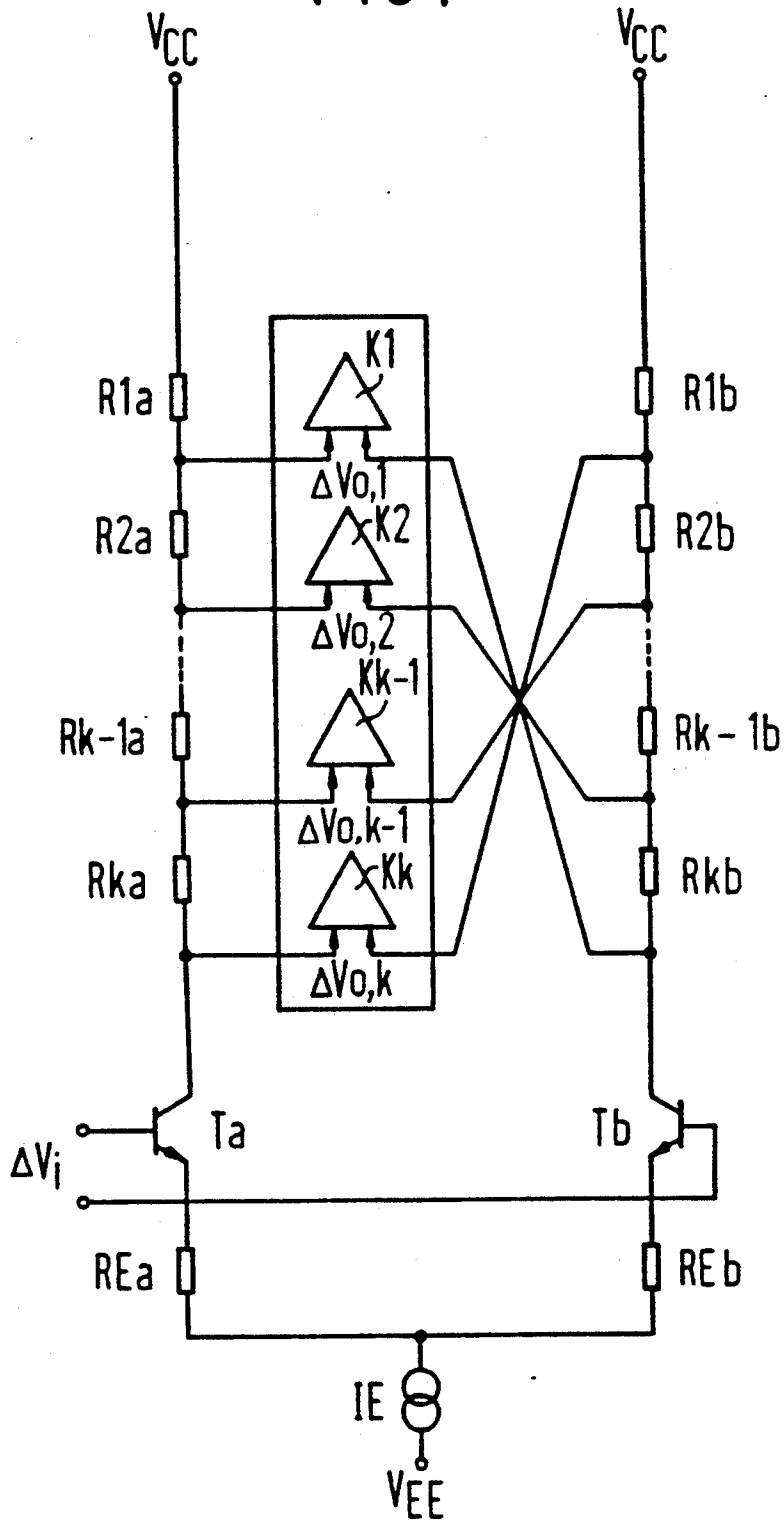 VCC VCC
K1
R1a R1b
ΔVo,1
K2
R2a R2b
ΔVo,2
Kk-1
Rk-1a Rk-1b
ΔVo,k-1
Kk
Rka Rkb
ΔVo,k
Ta Tb
ΔVi
REa REb
IE
VEE